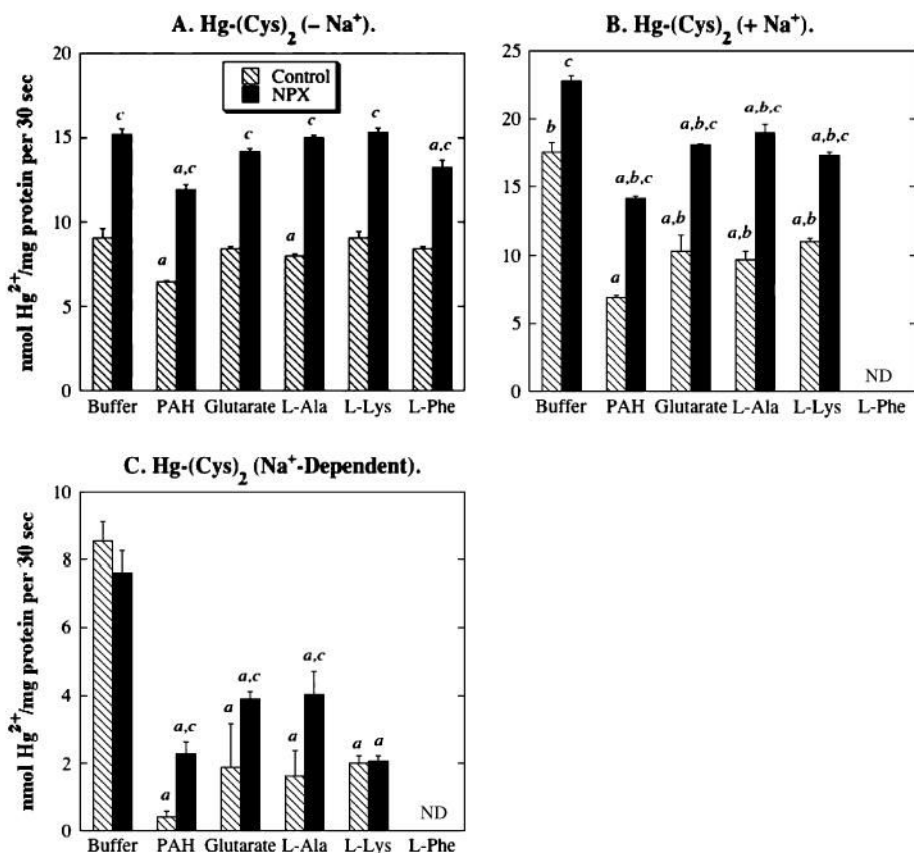 A. Hg-(Cys)2 (– Na+).
20
15
10
5
0
nmol Hg2+/mg protein per 30 sec
Control
NPX
c
a,c
a
c
c
a
c
a,c
Buffer PAH Glutarate L-Ala L-Lys L-Phe
B. Hg-(Cys)2 (+ Na+).
25
20
15
10
5
0
c
b
a,b,c
a
a,b,c
a,b
a,b,c
a,b
a,b,c
a,b
ND
Buffer PAH Glutarate L-Ala L-Lys L-Phe
C. Hg-(Cys)2 (Na+-Dependent).
10
8
6
4
2
0
nmol Hg2+/mg protein per 30 sec
a
a,c
a
a,c
a
a,c
a
a
ND
Buffer PAH Glutarate L-Ala L-Lys L-Phe